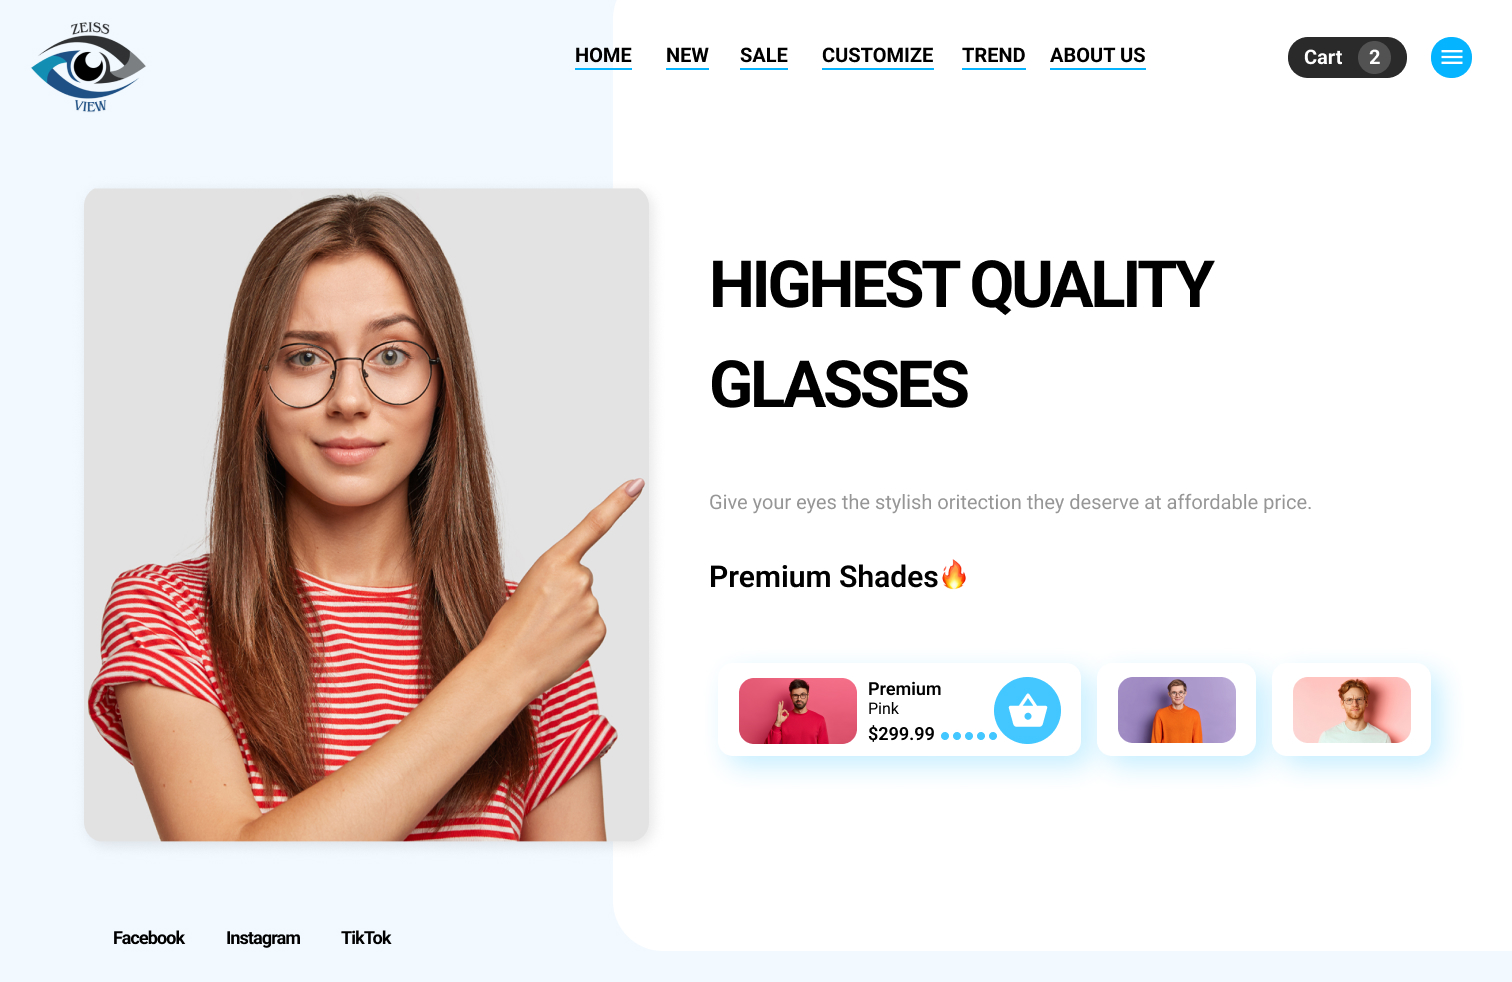 ZEISS
VIEW
HOME NEW SALE CUSTOMIZE TREND ABOUT US
Cart 2
HIGHEST QUALITY
GLASSES
Give your eyes the stylish oritection they deserve at affordable price.
Premium Shades🔥
Premium
Pink
$299.99
Facebook Instagram TikTok